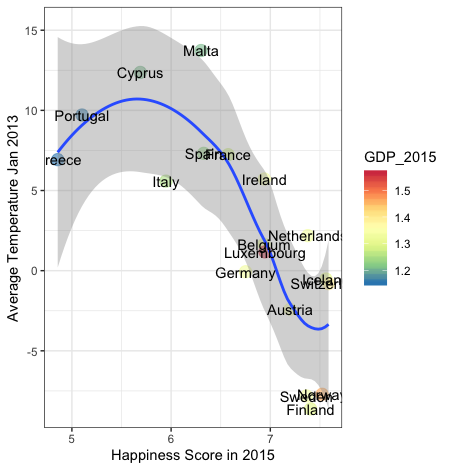 Malta
Cyprus
Portugal
reece
Spain
France
Italy
Ireland
Netherlands
Belgium
Luxembourg
Germany
Icelan
Switzerl
Austria
Norway
Sweden
Finland
15
10
5
0
-5
5
6
7
Average Temperature Jan 2013
Happiness Score in 2015
GDP_2015
1.5
1.4
1.3
1.2